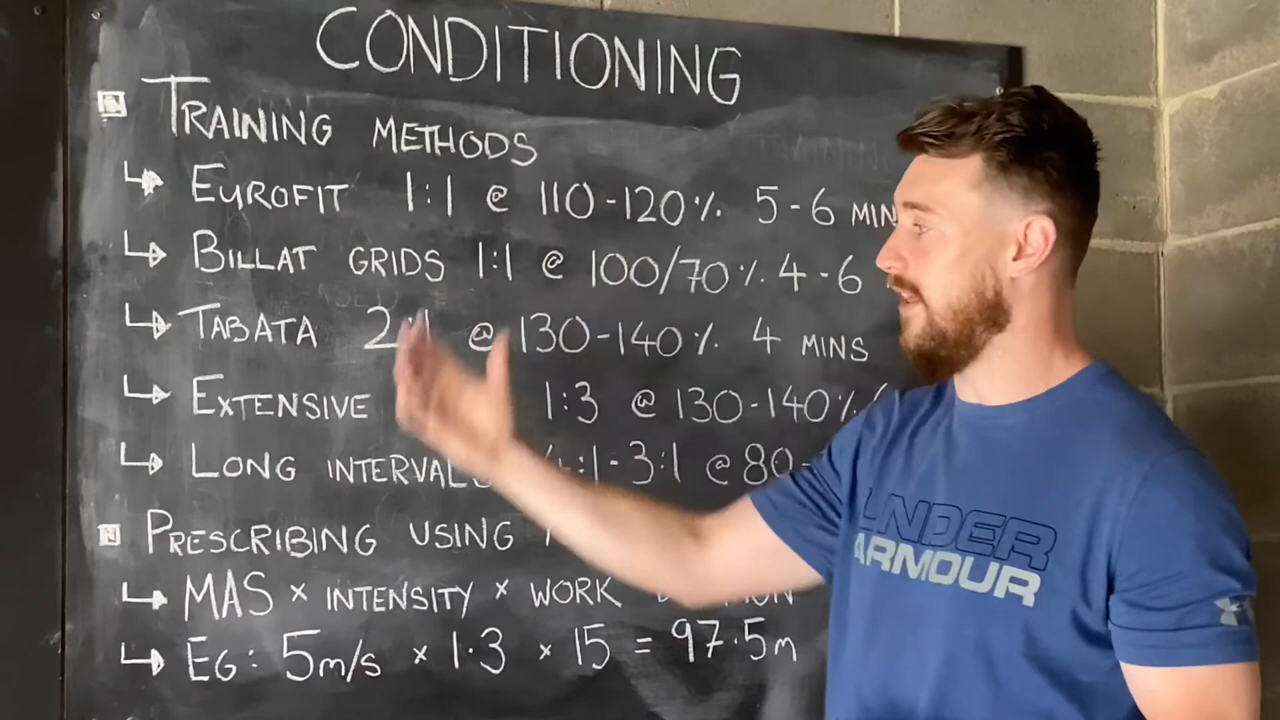 CONDITIONING
TRAINING METHODS
EUROFIT 1:1 @ 110-120% 5-6 MIN
BILLAT GRIDS 1:1 @ 100/70% 4-6
TABATA 2:1 @ 130-140% 4 MINS
EXTENSIVE 1:3 @ 130-140%
LONG INTERVALS :1-3:1 @ 80-
PRESCRIBING USING
MAS × INTENSITY × WORK
EG: 5m/s × 1.3 × 15 = 97.5m
UNDER
ARMOUR